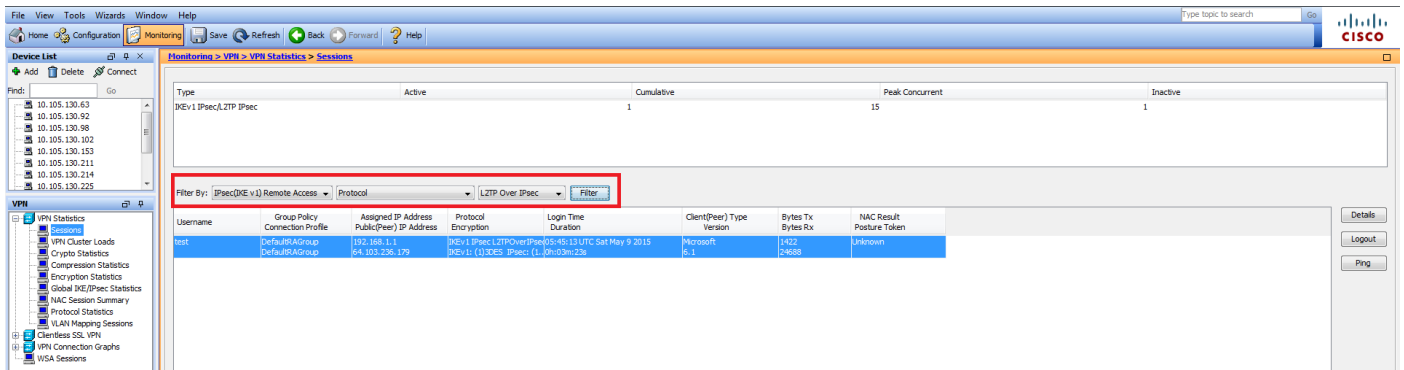 File View Tools Wizards Window Help
Type topic to search Go
Home Configuration Monitoring Save Refresh Back Forward Help
CISCO
Device List
Monitoring > VPN > VPN Statistics > Sessions
Add Delete Connect
Find: Go
10.105.130.63
10.105.130.92
10.105.130.98
10.105.130.102
10.105.130.153
10.105.130.211
10.105.130.214
10.105.130.225
Type Active Cumulative Peak Concurrent Inactive
IKEv1 IPsec/L2TP IPsec 1 15 1
Filter By: IPsec(IKE v1) Remote Access Protocol L2TP Over IPsec Filter
VPN
VPN Statistics
Sessions
VPN Cluster Loads
Crypto Statistics
Compression Statistics
Encryption Statistics
Global IKE/IPsec Statistics
NAC Session Summary
Protocol Statistics
VLAN Mapping Sessions
Clientless SSL VPN
VPN Connection Graphs
WSA Sessions
Username Group Policy Assigned IP Address Protocol Login Time Client(Peer) Type Bytes Tx NAC Result
Connection Profile Public(Peer) IP Address Encryption Duration Version Bytes Rx Posture Token
test DefaultRAGroup 192.168.1.1 IKEv1 IPsec L2TPOverIPse 05:45:13 UTC Sat May 9 2015 Microsoft 1422 Unknown
DefaultRAGroup 64.103.236.179 IKEv1: (1)3DES IPsec: (1... 0h:03m:23s 6.1 24688
Details
Logout
Ping